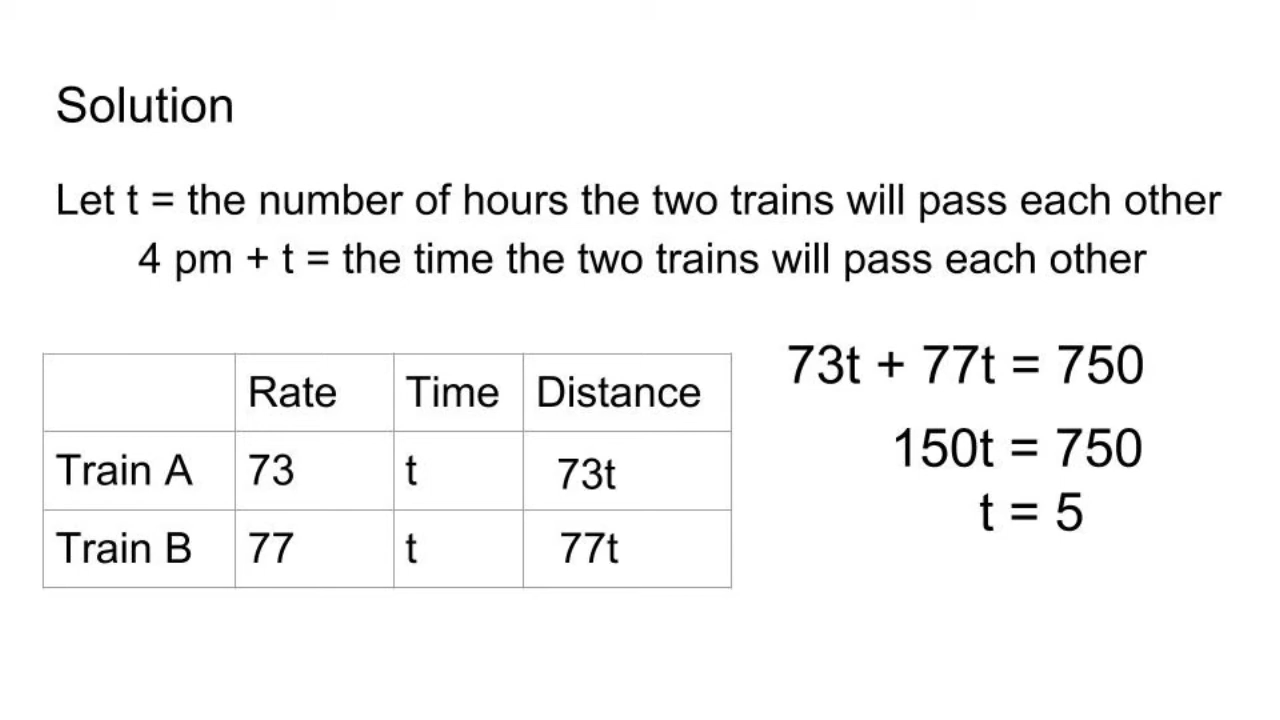 Solution
Let t = the number of hours the two trains will pass each other
4 pm + t = the time the two trains will pass each other
Rate Time Distance
Train A 73 t 73t
Train B 77 t 77t
73t + 77t = 750
150t = 750
t = 5